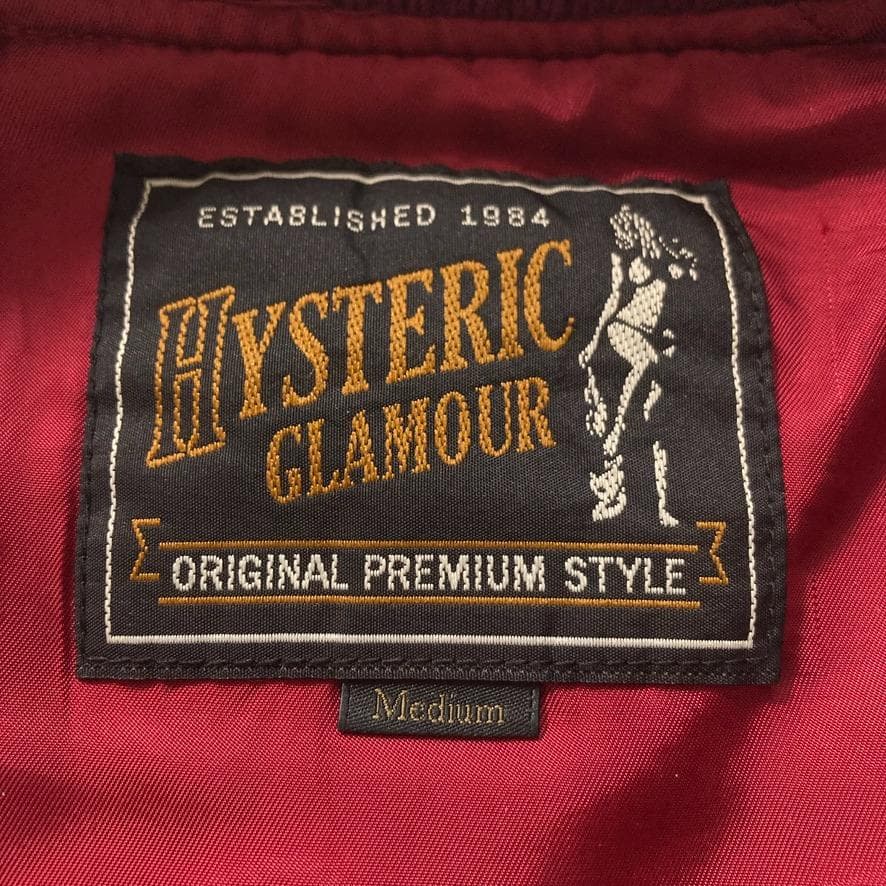 ESTABLISHED 1984
HYSTERIC
GLAMOUR
ORIGINAL PREMIUM STYLE
Medium